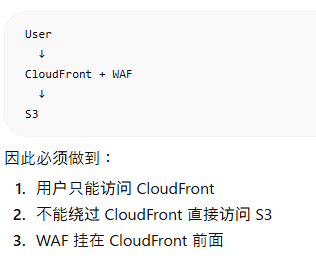 User
↓
CloudFront + WAF
↓
S3
因此必须做到：
1. 用户只能访问 CloudFront
2. 不能绕过 CloudFront 直接访问 S3
3. WAF 挂在 CloudFront 前面